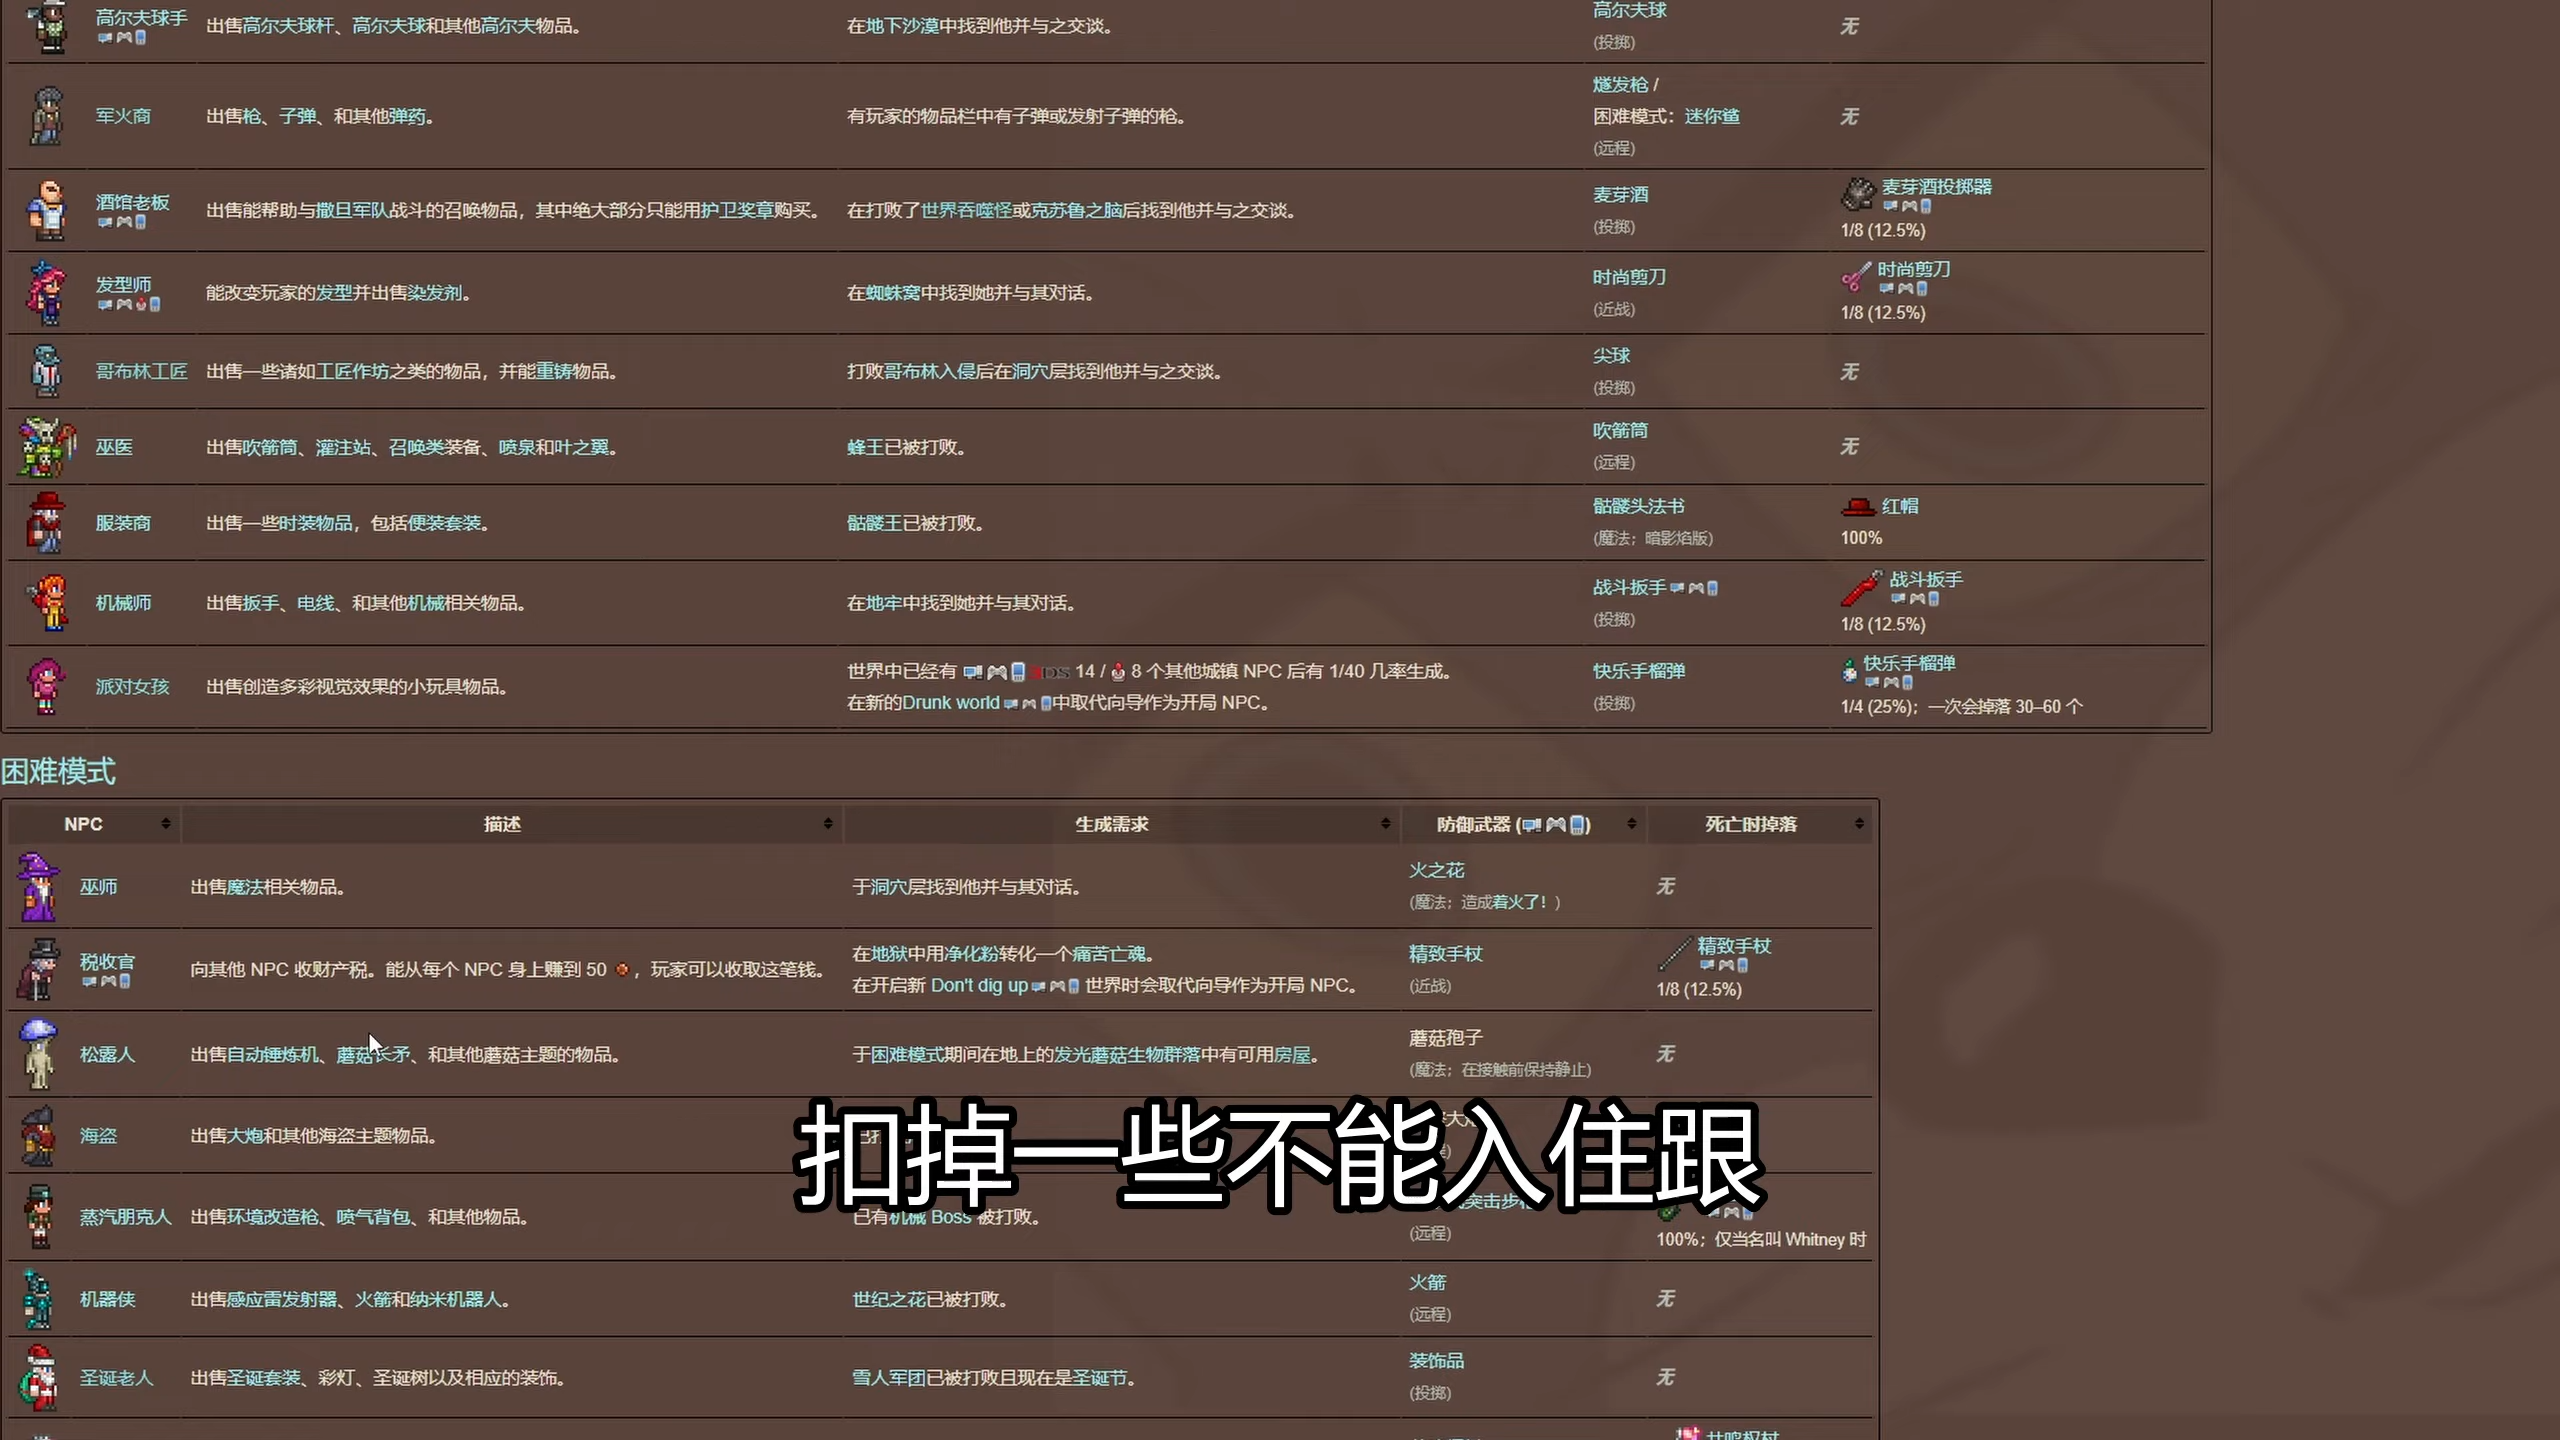 高尔夫球手 出售高尔夫球杆、高尔夫球和其他高尔夫物品。 在地下沙漠中找到他并与之交谈。 高尔夫球 无
(投掷)
军火商 出售枪、子弹、和其他弹药。 有玩家的物品栏中有子弹或发射子弹的枪。 燧发枪 / 无
困难模式：迷你鲨
(远程)
酒馆老板 出售能帮助与撒旦军队战斗的召唤物品，其中绝大部分只能用护卫奖章购买。 在打败了世界吞噬怪或克苏鲁之脑后找到他并与之交谈。 麦芽酒 麦芽酒投掷器
(投掷) 1/8 (12.5%)
发型师 能改变玩家的发型并出售染发剂。 在蜘蛛窝中找到她并与其对话。 时尚剪刀 时尚剪刀
(近战) 1/8 (12.5%)
哥布林工匠 出售一些诸如工匠作坊之类的物品，并能重铸物品。 打败哥布林入侵后在洞穴层找到他并与之交谈。 尖球 无
(投掷)
巫医 出售吹箭筒、灌注站、召唤类装备、喷泉和叶之翼。 蜂王已被打败。 吹箭筒 无
(远程)
服装商 出售一些时装物品，包括便装套装。 骷髅王已被打败。 骷髅头法书 红帽
(魔法；暗影焰版) 100%
机械师 出售扳手、电线、和其他机械相关物品。 在地牢中找到她并与其对话。 战斗扳手 战斗扳手
(投掷) 1/8 (12.5%)
派对女孩 出售创造多彩视觉效果的小玩具物品。 世界中已经有 3DS 14 / 8 个其他城镇 NPC 后有 1/40 几率生成。 快乐手榴弹 快乐手榴弹
在新的Drunk world中取代向导作为开局 NPC。 (投掷) 1/4 (25%)；一次会掉落 30–60 个
困难模式
NPC 描述 生成需求 防御武器 () 死亡时掉落
巫师 出售魔法相关物品。 于洞穴层找到他并与其对话。 火之花 无
(魔法；造成着火了！)
税收官 向其他 NPC 收财产税。能从每个 NPC 身上赚到 50 ，玩家可以收取这笔钱。 在地狱中用净化粉转化一个痛苦亡魂。 精致手杖 精致手杖
在开启新 Don't dig up 世界时会取代向导作为开局 NPC。 (近战) 1/8 (12.5%)
松露人 出售自动锤炼机、蘑菇长矛、和其他蘑菇主题的物品。 于困难模式期间在地上的发光蘑菇生物群落中有可用房屋。 蘑菇孢子 无
(魔法；在接触前保持静止)
海盗 出售大炮和其他海盗主题物品。
扣掉一些不能入住跟
蒸汽朋克人 出售环境改造枪、喷气背包、和其他物品。 已有机械 Boss 被打败。 突击步枪
(远程) 100%；仅当名叫 Whitney 时
机器侠 出售感应雷发射器、火箭和纳米机器人。 世纪之花已被打败。 火箭 无
(远程)
圣诞老人 出售圣诞套装、彩灯、圣诞树以及相应的装饰。 雪人军团已被打败且现在是圣诞节。 装饰品 无
(投掷)